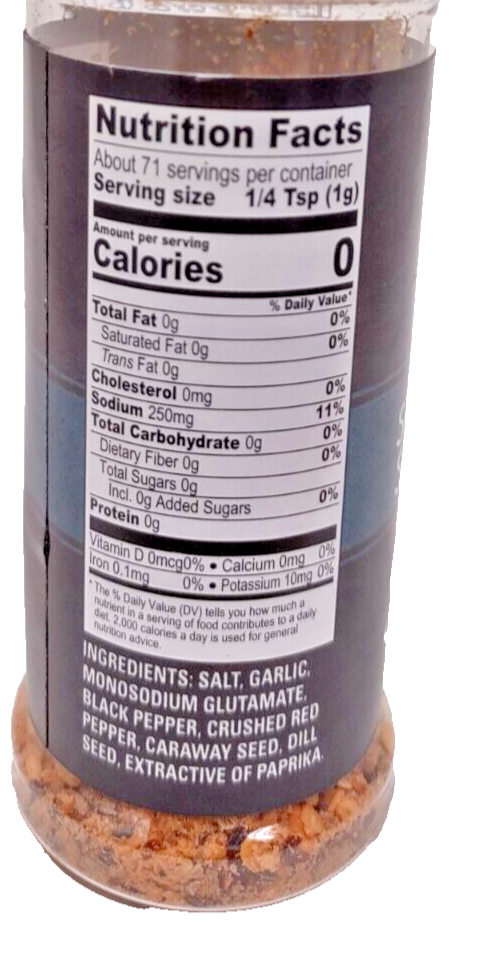 Nutrition Facts
About 71 servings per container
Serving size 1/4 Tsp (1g)
Amount per serving
Calories 0
% Daily Value*
Total Fat 0g 0%
Saturated Fat 0g 0%
Trans Fat 0g
Cholesterol 0mg 0%
Sodium 250mg 11%
Total Carbohydrate 0g 0%
Dietary Fiber 0g 0%
Total Sugars 0g
Incl. 0g Added Sugars 0%
Protein 0g
Vitamin D 0mcg0% • Calcium 0mg 0%
Iron 0.1mg 0% • Potassium 10mg 0%
* The % Daily Value (DV) tells you how much a
nutrient in a serving of food contributes to a daily
diet. 2,000 calories a day is used for general
nutrition advice.
INGREDIENTS: SALT, GARLIC,
MONOSODIUM GLUTAMATE,
BLACK PEPPER, CRUSHED RED
PEPPER, CARAWAY SEED, DILL
SEED, EXTRACTIVE OF PAPRIKA.